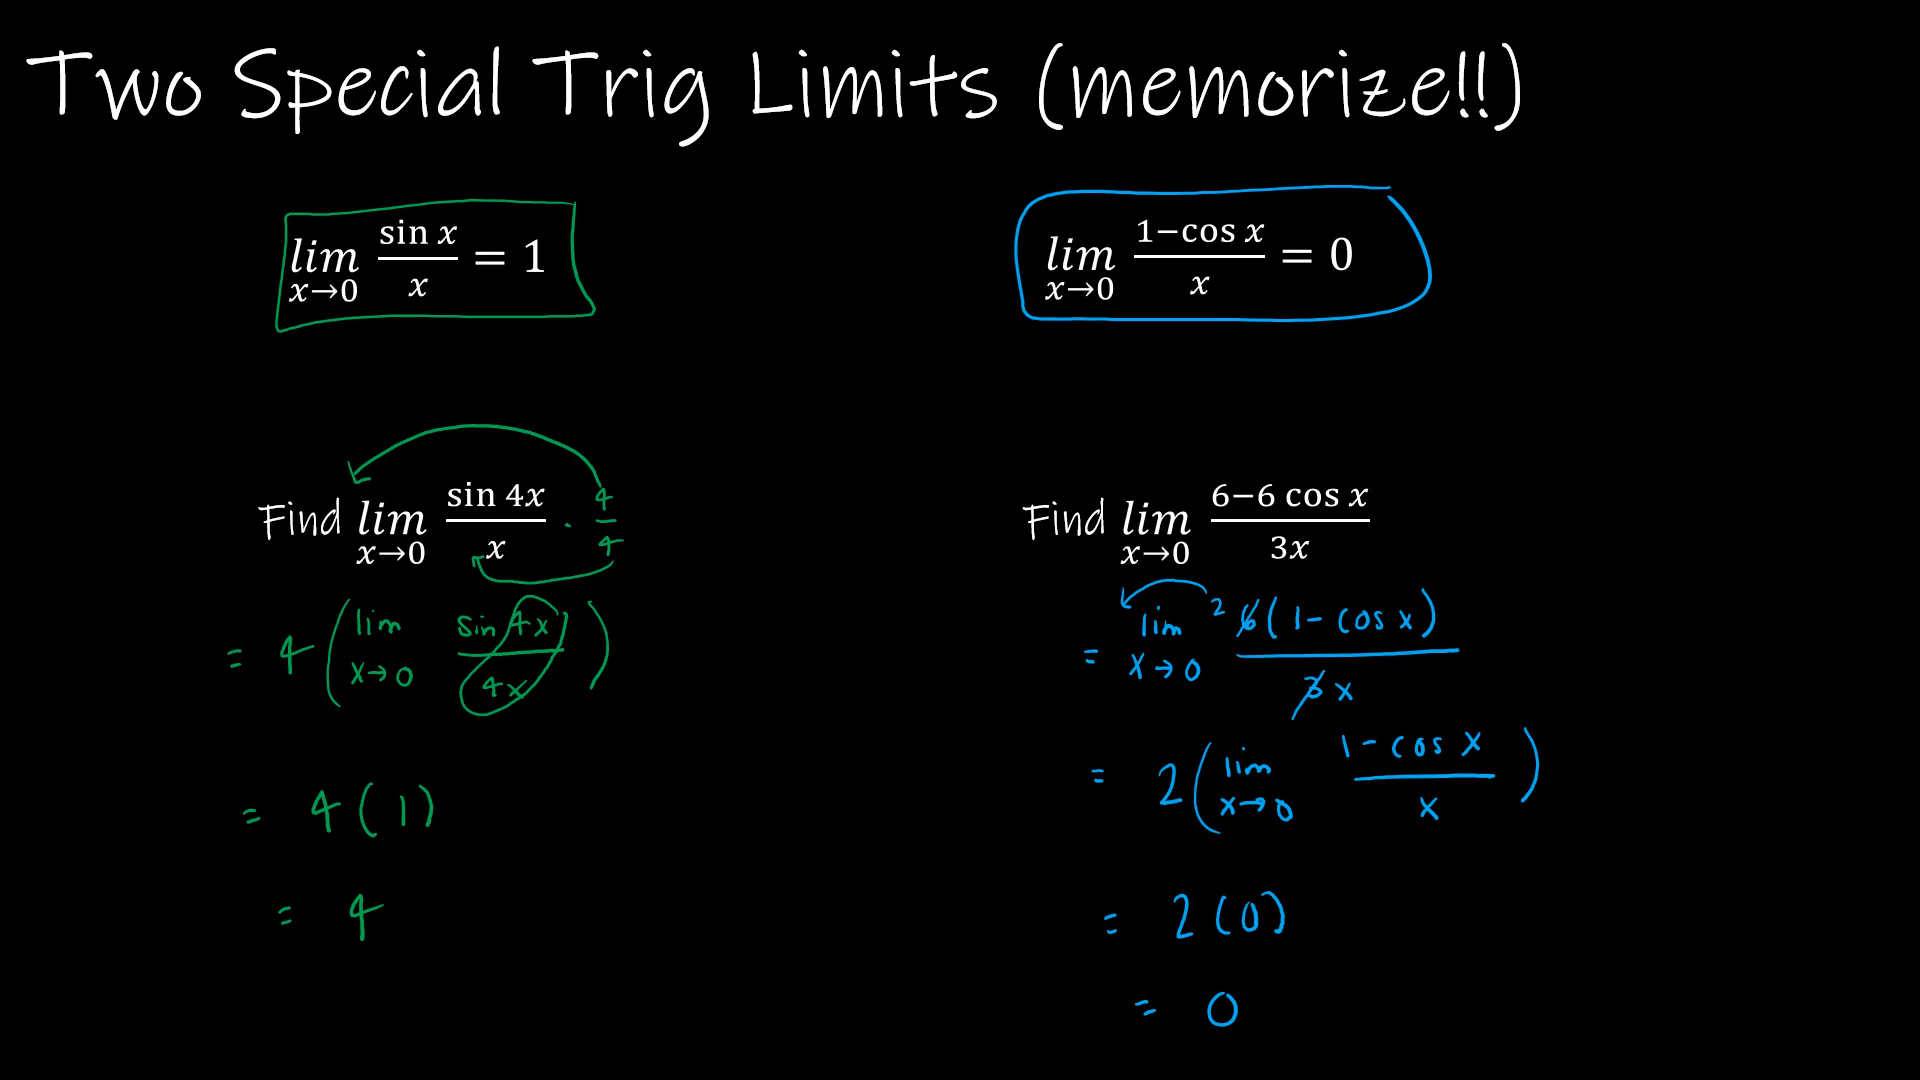 Two Special Trig Limits (memorize!!)
lim x→0 sin x / x = 1
lim x→0 1−cos x / x = 0
Find lim x→0 sin 4x / x · 4/4
= 4 ( lim x→0 sin 4x / 4x )
= 4 ( 1 )
= 4
Find lim x→0 6−6 cos x / 3x
= lim x→0 2 6 ( 1 - cos x ) / 3 x
= 2 ( lim x→0 1 - cos x / x )
= 2 ( 0 )
= 0